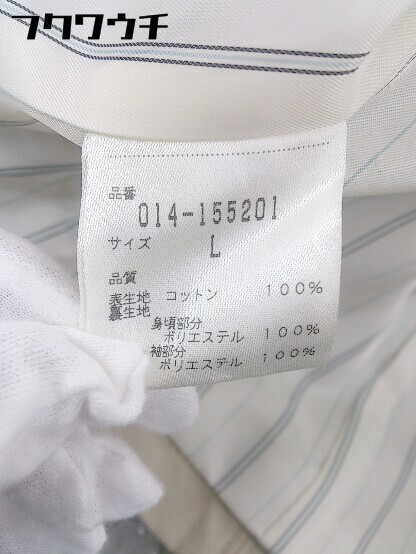 フクワウチ
品番
014-155201
サイズ L
品質
表生地 コットン 100%
裏生地
身頃部分
ポリエステル 100%
袖部分
ポリエステル 100%